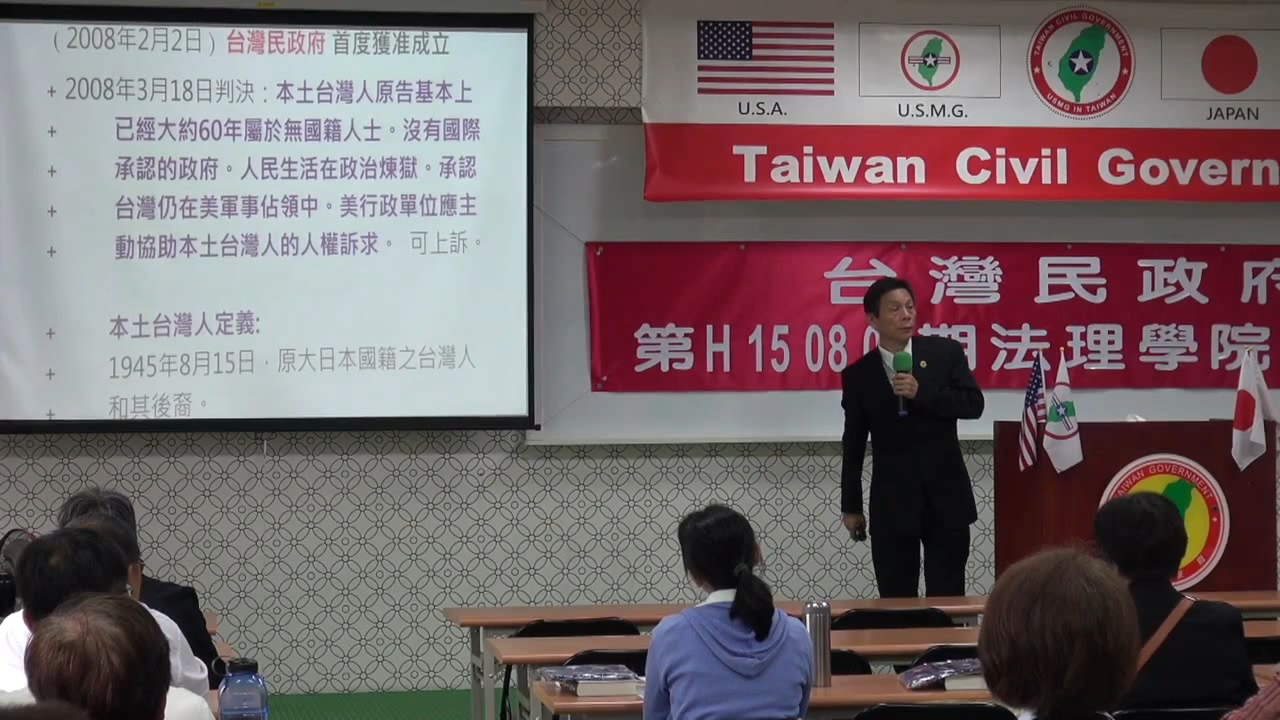 (2008年2月2日) 台灣民政府 首度獲准成立
+ 2008年3月18日判決：本土台灣人原告基本上
+ 已經大約60年屬於無國籍人士。沒有國際
+ 承認的政府。人民生活在政治煉獄。承認
+ 台灣仍在美軍事佔領中。美行政單位應主
+ 動協助本土台灣人的人權訴求。 可上訴。
+ 本土台灣人定義:
+ 1945年8月15日，原大日本國籍之台灣人
+ 和其後裔。
U.S.A.
U.S.M.G.
TAIWAN CIVIL GOVERNMENT
USMG IN TAIWAN
JAPAN
Taiwan Civil Govern
台灣民政府
第H 15 08 0 期法理學院
TAIWAN GOVERNMENT